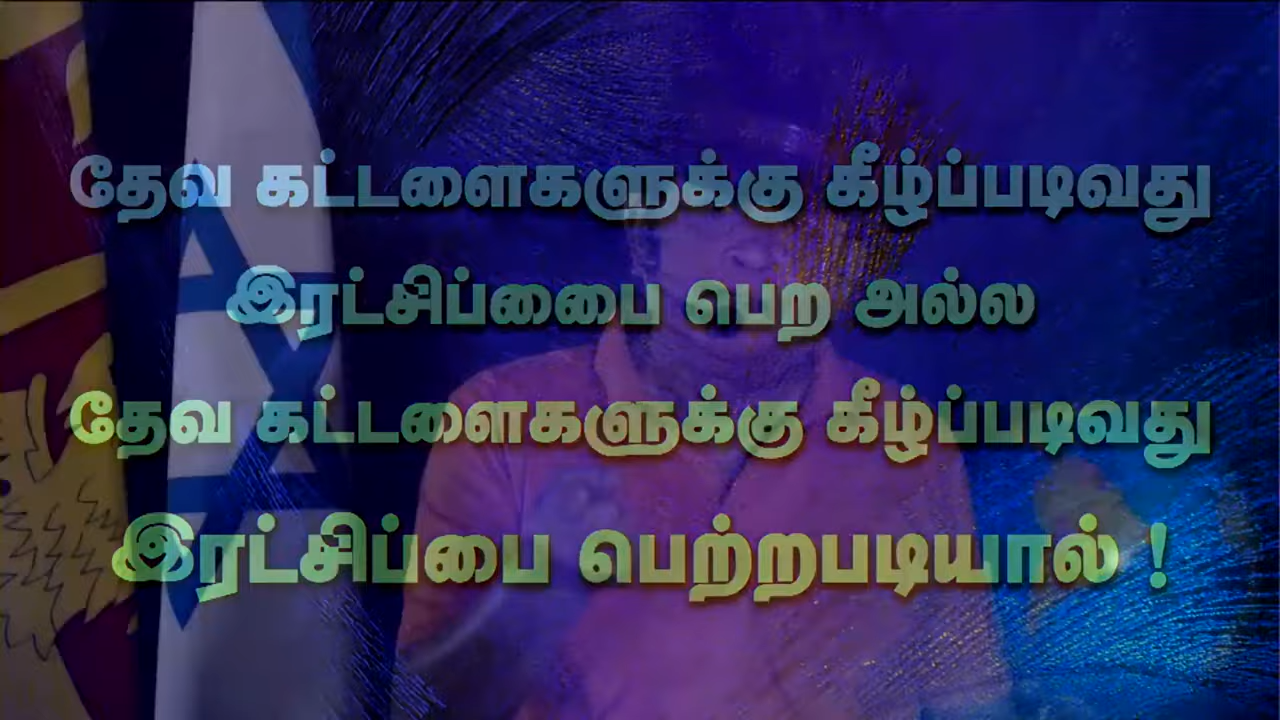 தேவ கட்டளைகளுக்கு கீழ்ப்படிவது
இரட்சிப்பைபை பெற அல்ல
தேவ கட்டளைகளுக்கு கீழ்ப்படிவது
இரட்சிப்பை பெற்றபடியால் !